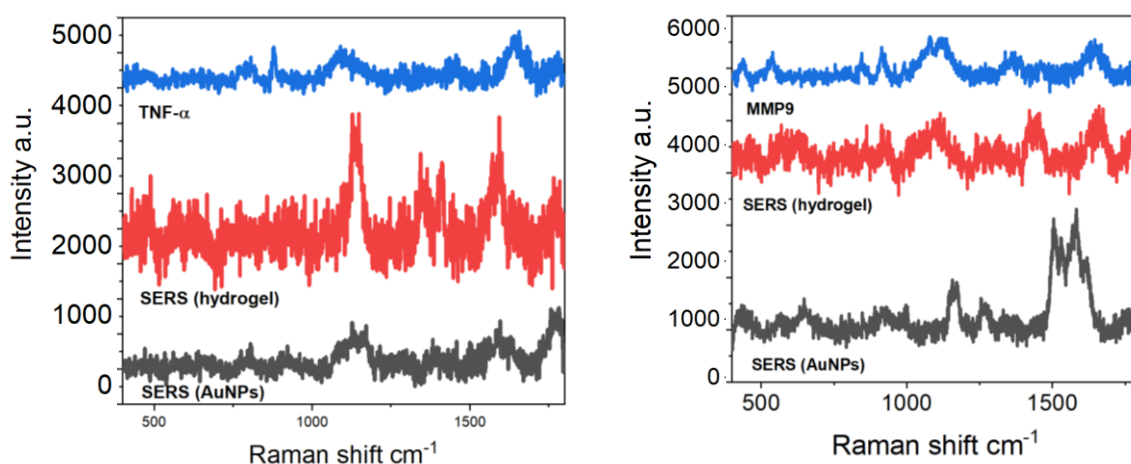 5000
4000
3000
2000
1000
0
Intensity a.u.
TNF-α
SERS (hydrogel)
SERS (AuNPs)
500
1000
1500
Raman shift cm-1
6000
5000
4000
3000
2000
1000
0
Intensity a.u.
MMP9
SERS (hydrogel)
SERS (AuNPs)
500
1000
1500
Raman shift cm-1